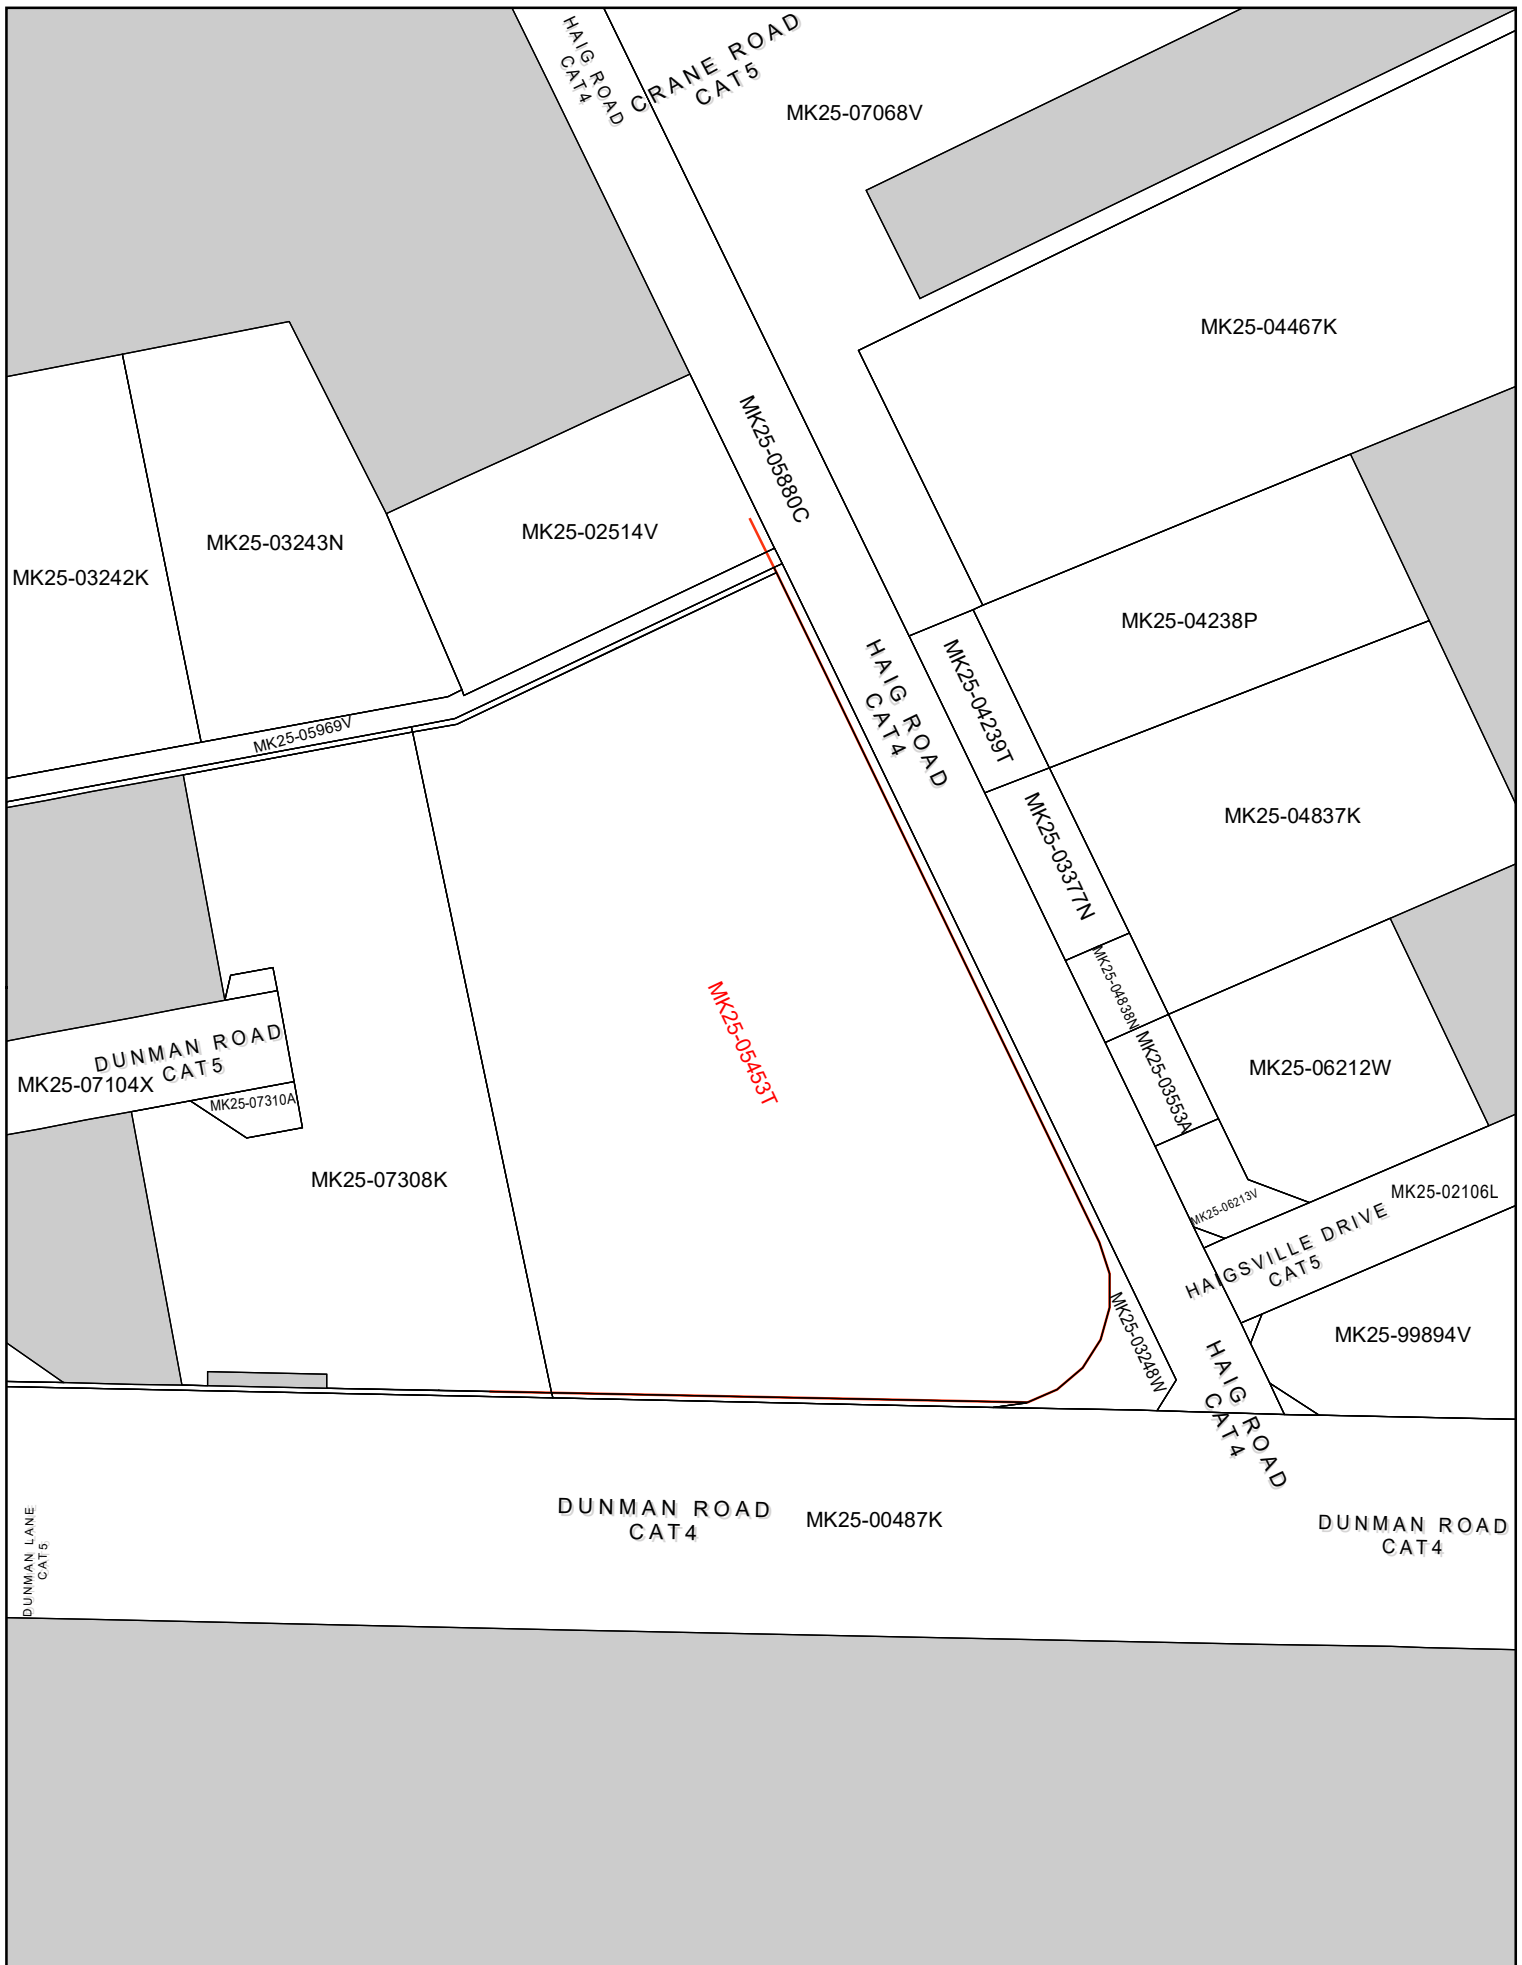 HAIG ROAD
CAT4
CRANE ROAD
CAT5
MK25-07068V
MK25-04467K
MK25-05880C
MK25-03243N
MK25-02514V
MK25-03242K
MK25-04238P
HAIG ROAD
CAT4
MK25-04239T
MK25-05969V
MK25-04837K
MK25-03377N
MK25-04838N
MK25-05453T
DUNMAN ROAD
CAT5
MK25-07104X
MK25-07310A
MK25-03553A
MK25-06212W
MK25-07308K
MK25-06213V
MK25-02106L
HAIGSVILLE DRIVE
CAT5
MK25-03248W
MK25-99894V
HAIG ROAD
CAT4
DUNMAN LANE
CAT5
DUNMAN ROAD
CAT4
MK25-00487K
DUNMAN ROAD
CAT4